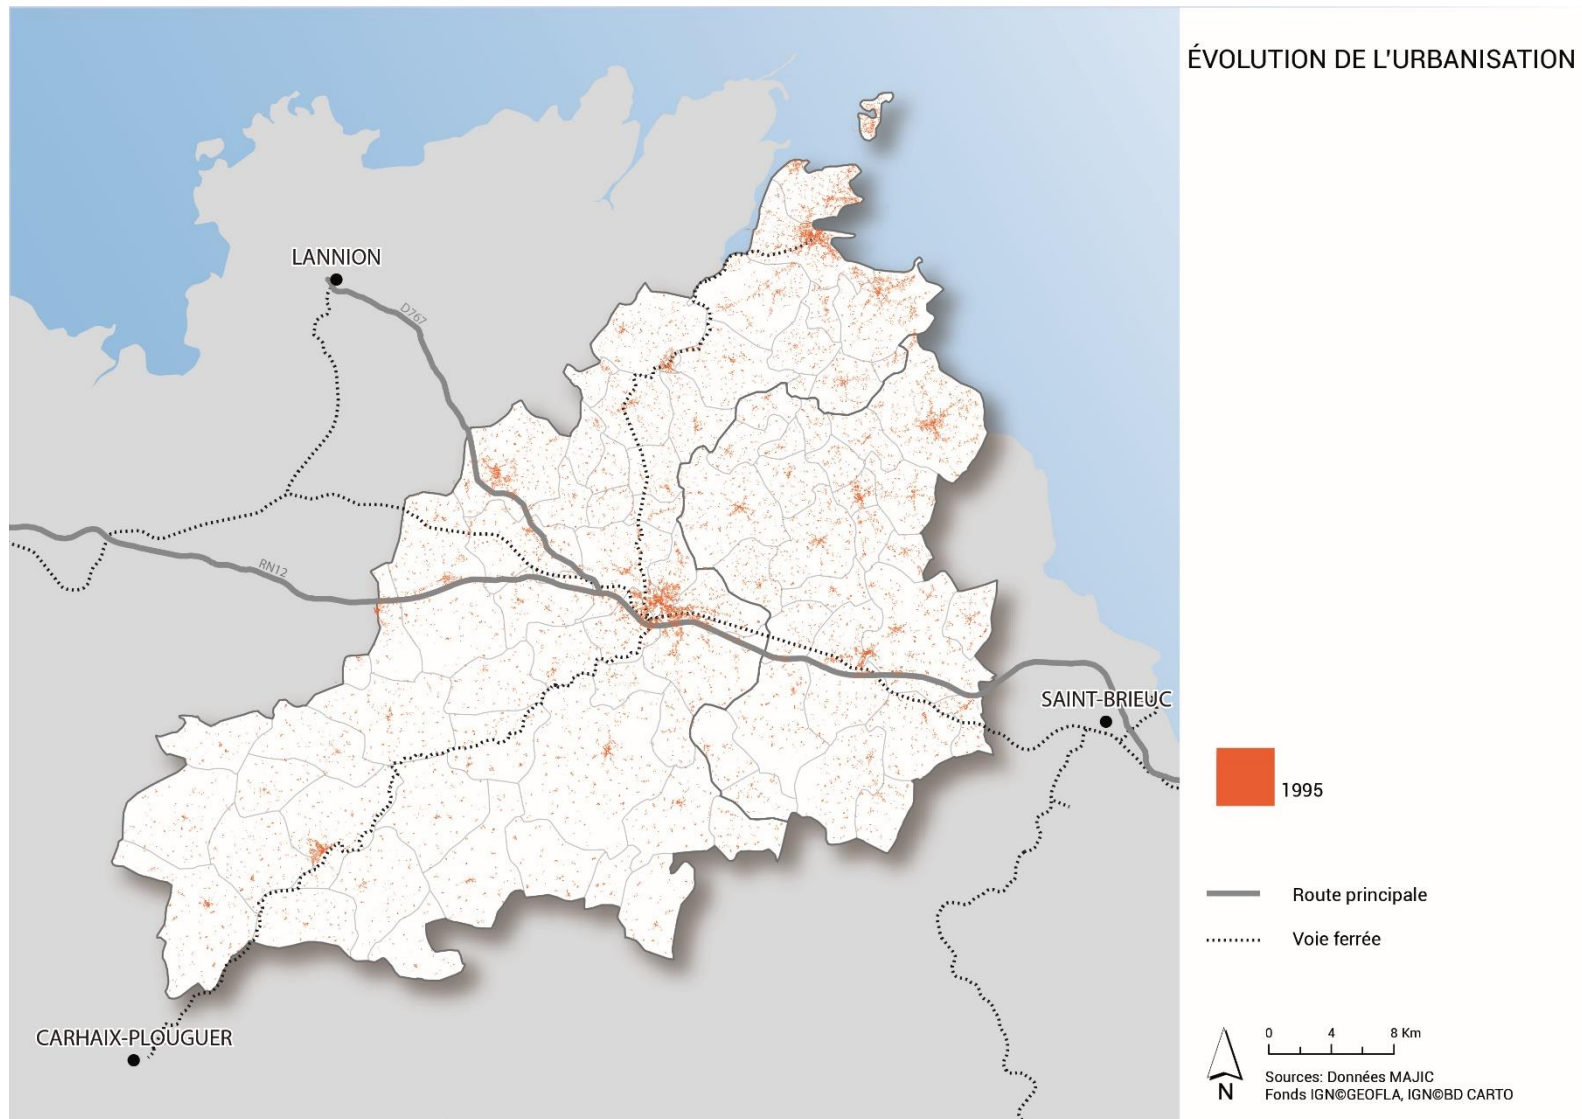 ÉVOLUTION DE L'URBANISATION
LANNION
D767
RN12
SAINT-BRIEUC
CARHAIX-PLOUGUER
1995
Route principale
Voie ferrée
0 4 8 Km
N
Sources: Données MAJIC
Fonds IGN©GEOFLA, IGN©BD CARTO